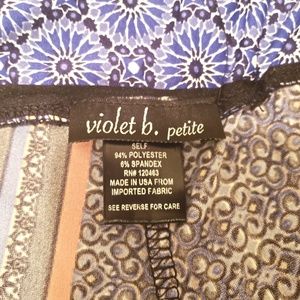 violet b. petite
SELF
94% POLYESTER
6% SPANDEX
RN# 120463
MADE IN USA FROM
IMPORTED FABRIC
SEE REVERSE FOR CARE